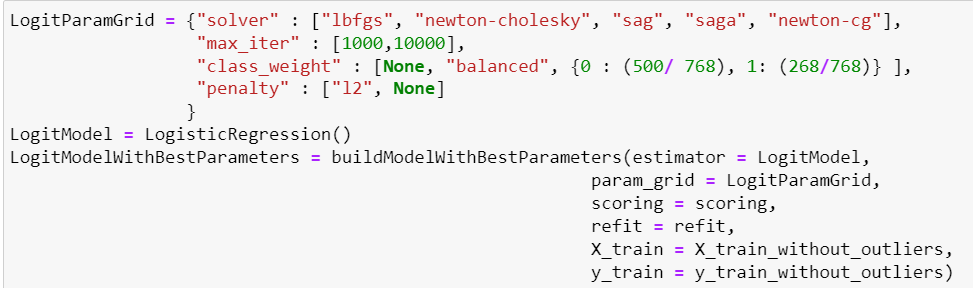 LogitParamGrid = {"solver" : ["lbfgs", "newton-cholesky", "sag", "saga", "newton-cg"],
                 "max_iter" : [1000,10000],
                 "class_weight" : [None, "balanced", {0 : (500/ 768), 1: (268/768)} ],
                 "penalty" : ["l2", None]
                }
LogitModel = LogisticRegression()
LogitModelWithBestParameters = buildModelWithBestParameters(estimator = LogitModel,
                                                     param_grid = LogitParamGrid,
                                                     scoring = scoring,
                                                     refit = refit,
                                                     X_train = X_train_without_outliers,
                                                     y_train = y_train_without_outliers)